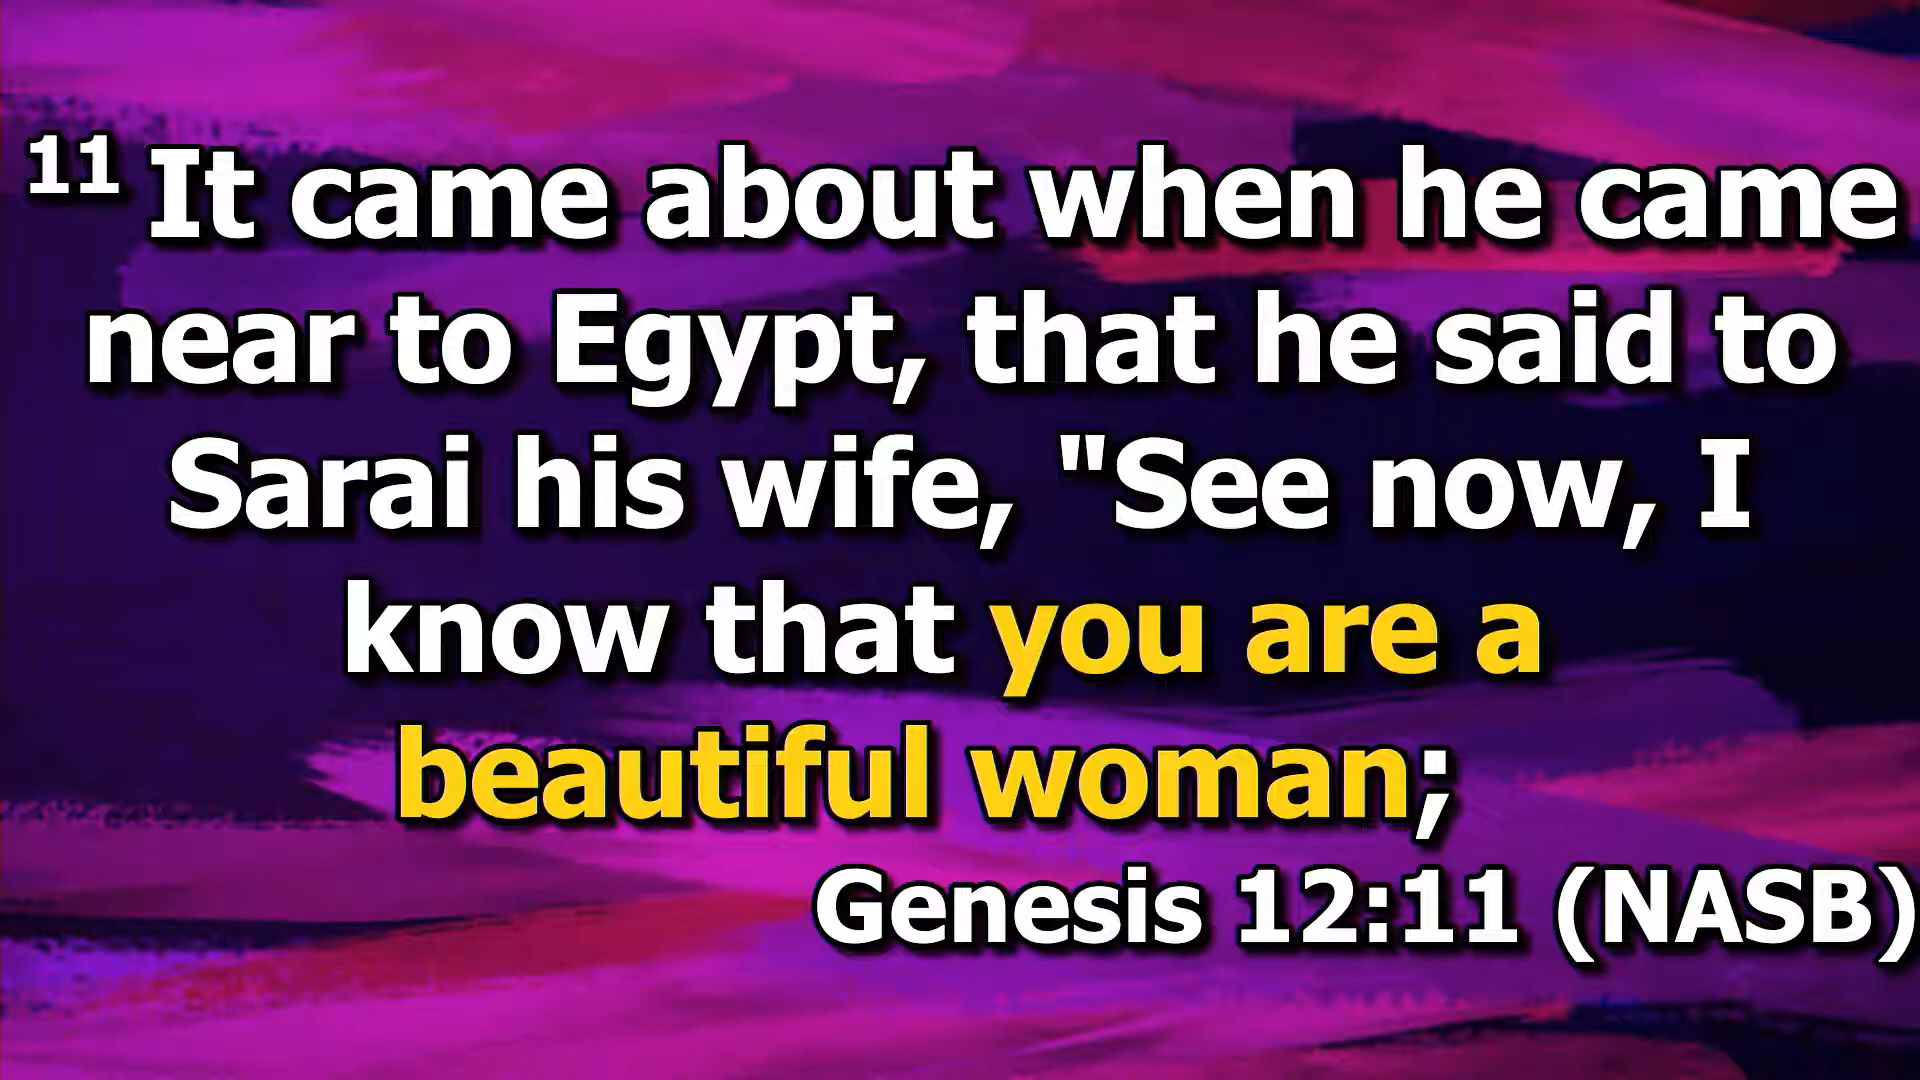 11 It came about when he came
near to Egypt, that he said to
Sarai his wife, "See now, I
know that you are a
beautiful woman;
Genesis 12:11 (NASB)